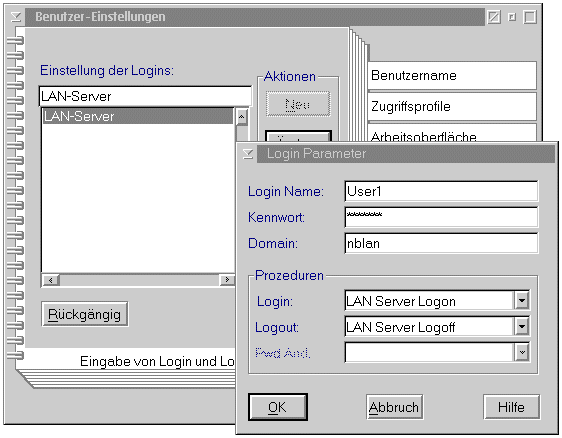 Benutzer-Einstellungen
Einstellung der Logins:
LAN-Server
LAN-Server
Aktionen
Neu
Rückgängig
Eingabe von Login und Lo
Benutzername
Zugriffsprofile
Arbeitsoberfläche
Login Parameter
Login Name: User1
Kennwort: *******
Domain: nblan
Prozeduren
Login: LAN Server Logon
Logout: LAN Server Logoff
Pwd Änd.
OK Abbruch Hilfe